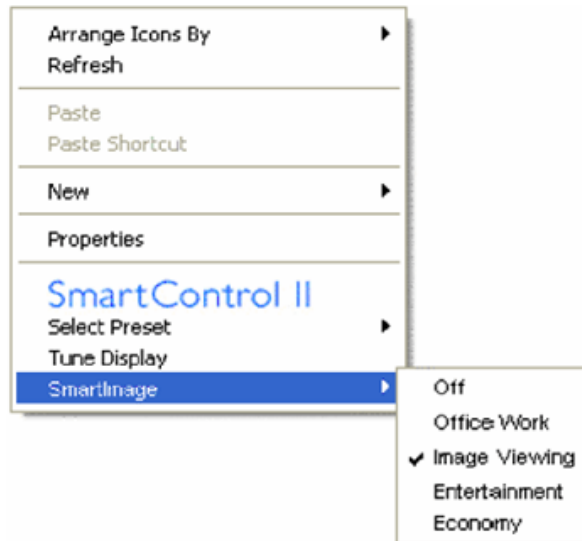 Arrange Icons By
Refresh
Paste
Paste Shortcut
New
Properties
SmartControl II
Select Preset
Tune Display
SmartImage
Off
Office Work
Image Viewing
Entertainment
Economy